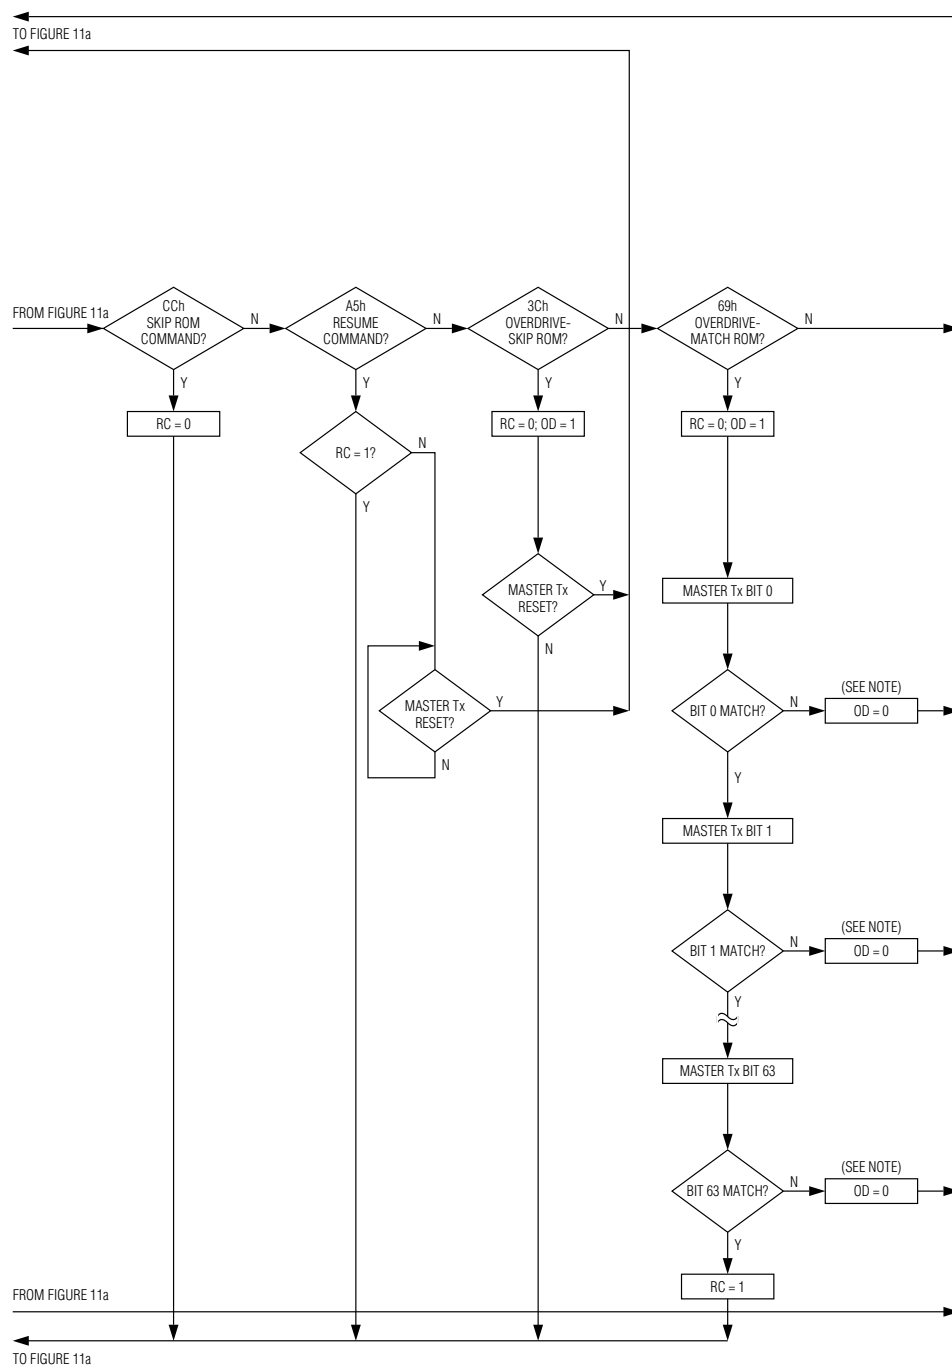 TO FIGURE 11a
FROM FIGURE 11a
CCh
SKIP ROM
COMMAND?
N
Y
RC = 0
A5h
RESUME
COMMAND?
N
Y
RC = 1?
N
Y
MASTER Tx
RESET?
Y
N
3Ch
OVERDRIVE-
SKIP ROM?
N
Y
RC = 0; OD = 1
MASTER Tx
RESET?
Y
N
69h
OVERDRIVE-
MATCH ROM?
N
Y
RC = 0; OD = 1
MASTER Tx BIT 0
BIT 0 MATCH?
N
(SEE NOTE)
OD = 0
Y
MASTER Tx BIT 1
BIT 1 MATCH?
N
(SEE NOTE)
OD = 0
Y
MASTER Tx BIT 63
BIT 63 MATCH?
N
(SEE NOTE)
OD = 0
Y
RC = 1
FROM FIGURE 11a
TO FIGURE 11a